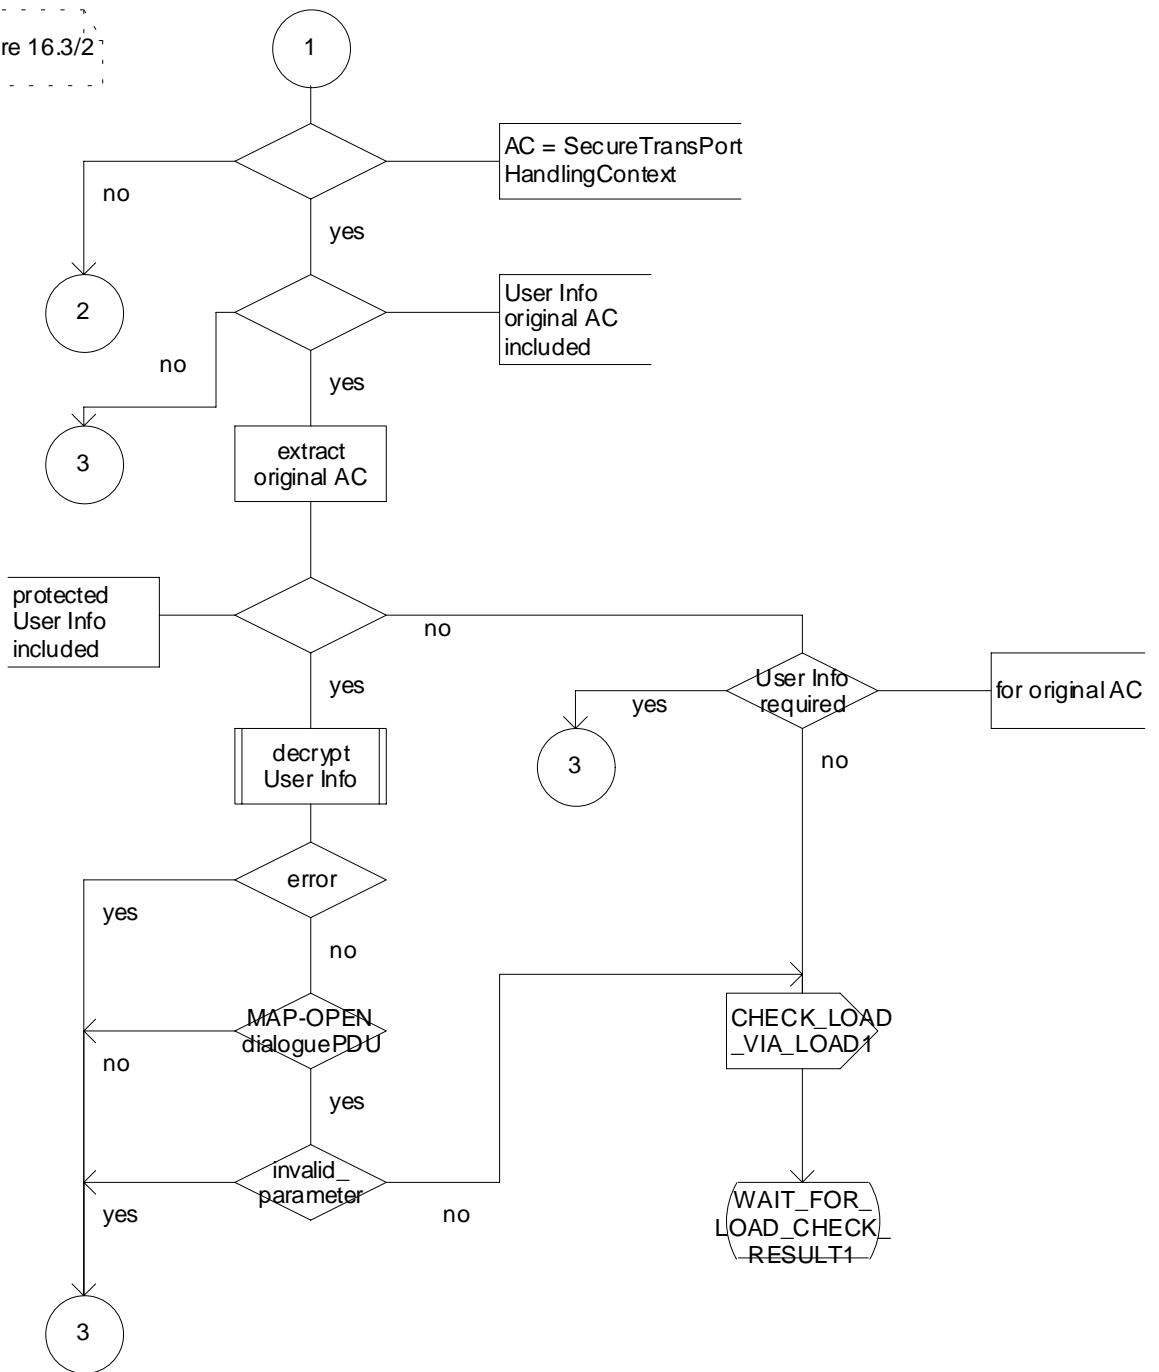 re 16.3/2
1
AC = SecureTransPort
HandlingContext
no
yes
2
User Info
original AC
included
no
yes
3
extract
original AC
protected
User Info
included
no
yes
User Info
required
for original AC
yes
3
no
decrypt
User Info
error
yes
no
MAP-OPEN
dialoguePDU
no
yes
CHECK_LOAD
_VIA_LOAD1
invalid_
parameter
yes
no
WAIT_FOR_
LOAD_CHECK_
RESULT1
3